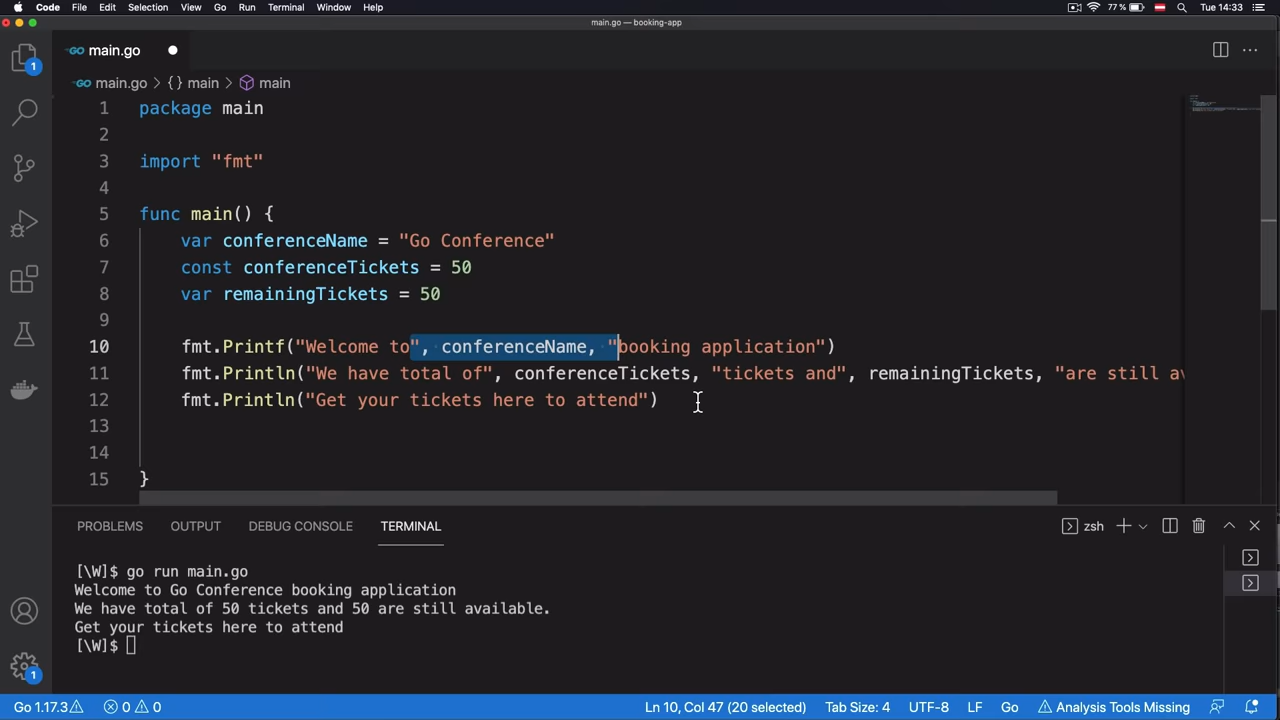 Code File Edit Selection View Go Run Terminal Window Help 77 % Tue 14:33
main.go — booking-app
1
GO main.go
GO main.go > {} main > main
1 package main
2
3 import "fmt"
4
5 func main() {
6 var conferenceName = "Go Conference"
7 const conferenceTickets = 50
8 var remainingTickets = 50
9
10 fmt.Printf("Welcome to", conferenceName, "booking application")
11 fmt.Println("We have total of", conferenceTickets, "tickets and", remainingTickets, "are still av
12 fmt.Println("Get your tickets here to attend")
13
14
15 }
PROBLEMS OUTPUT DEBUG CONSOLE TERMINAL zsh
[\W]$ go run main.go
Welcome to Go Conference booking application
We have total of 50 tickets and 50 are still available.
Get your tickets here to attend
[\W]$
1
Go 1.17.3 0 0 Ln 10, Col 47 (20 selected) Tab Size: 4 UTF-8 LF Go Analysis Tools Missing